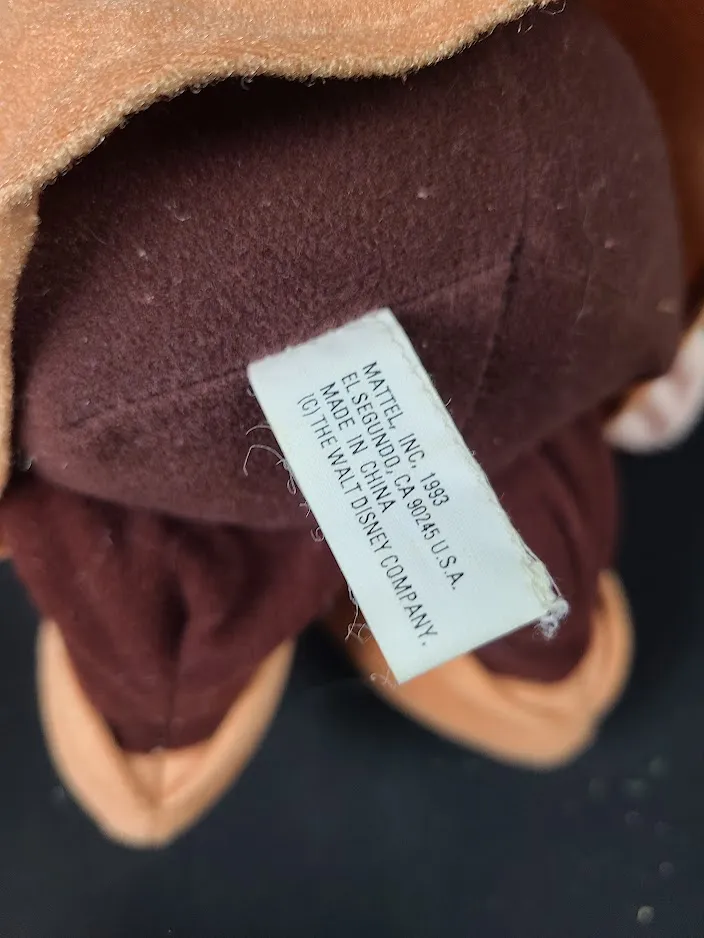 MATTEL, INC, 1993
EL SEGUNDO, CA 90245 U.S.A.
MADE IN CHINA
(C) THE WALT DISNEY COMPANY.